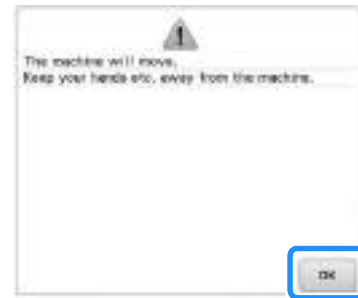 The machine will move.
Keep your hands etc. away from the machine.
OK